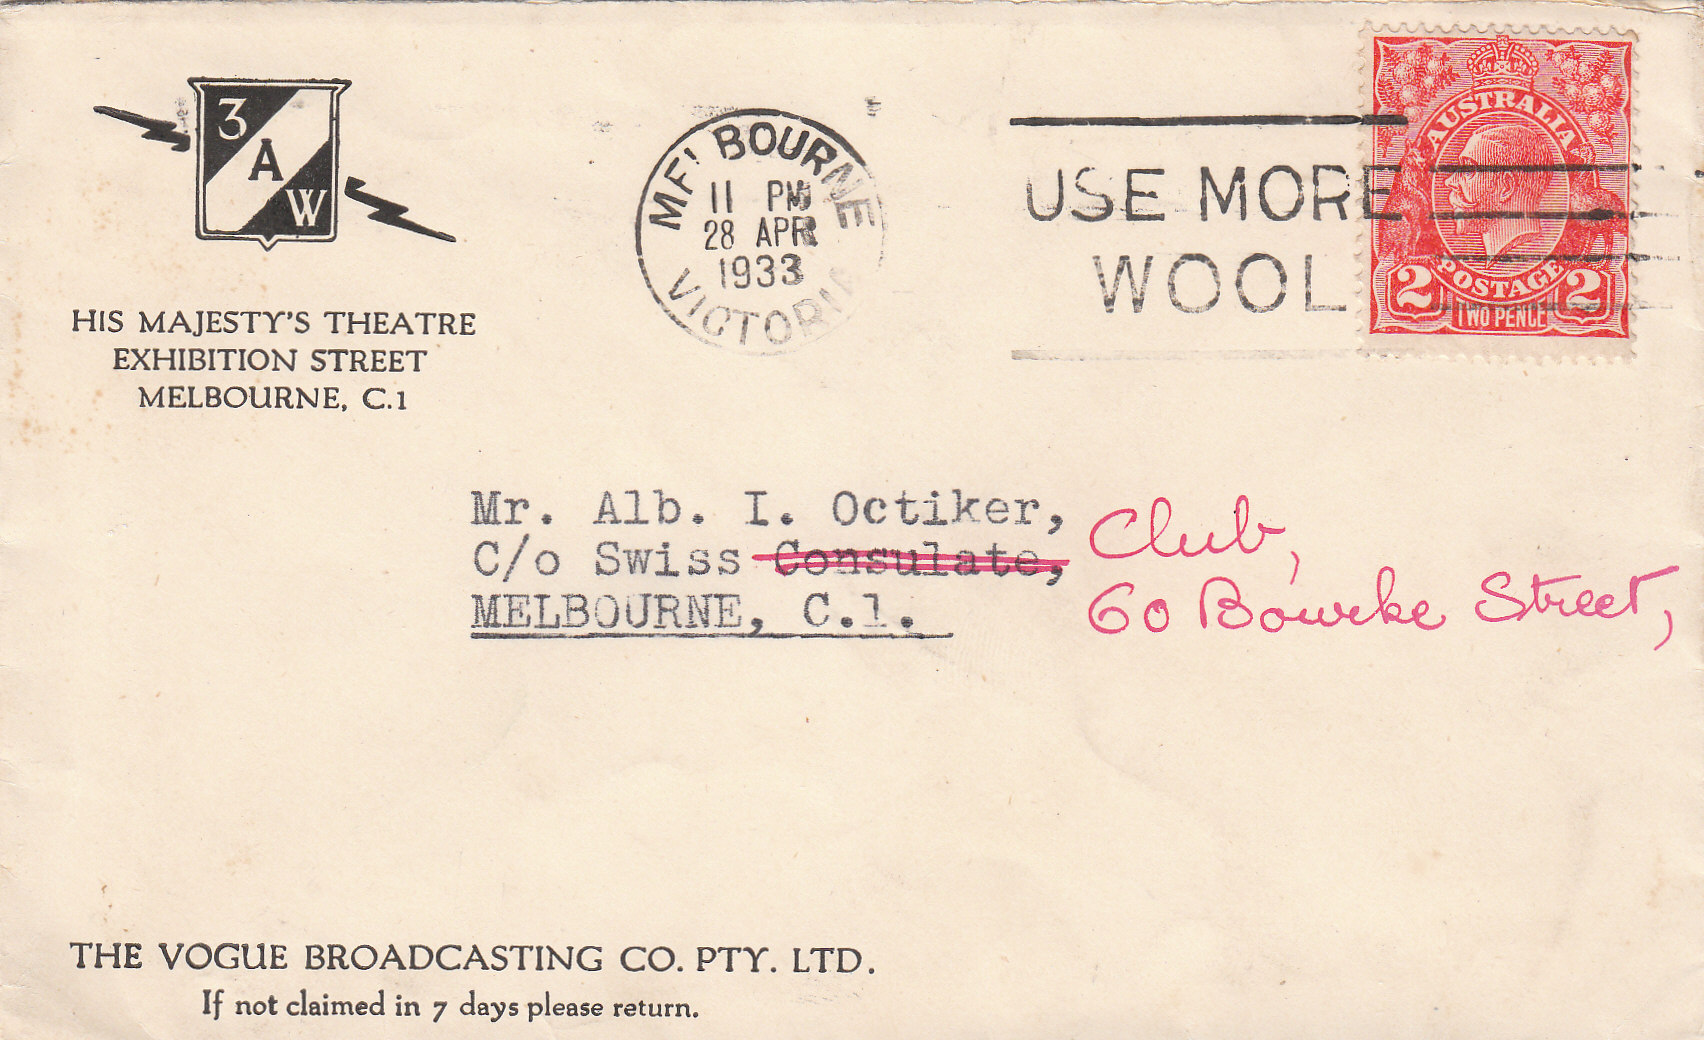 3
A
W
HIS MAJESTY'S THEATRE
EXHIBITION STREET
MELBOURNE, C.1
MELBOURNE
11 PM
28 APR
1933
VICTORIA
USE MORE
WOOL
AUSTRALIA
POSTAGE
2 TWO PENCE 2
Mr. Alb. I. Octiker,
C/o Swiss Consulate, Club,
MELBOURNE, C.1. 60 Bourke Street,
THE VOGUE BROADCASTING CO. PTY. LTD.
If not claimed in 7 days please return.